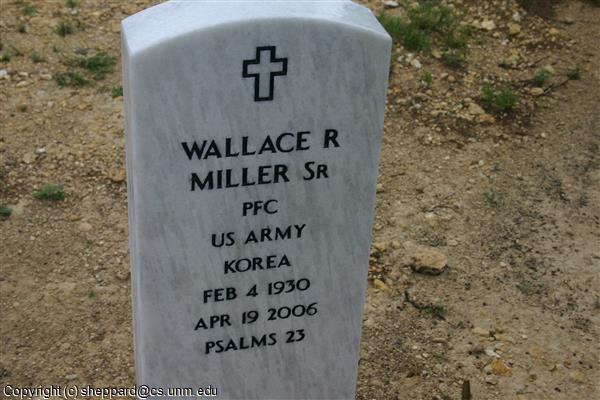 WALLACE R
MILLER SR
PFC
US ARMY
KOREA
FEB 4 1930
APR 19 2006
PSALMS 23
Copyright (c) sheppard@cs.unm.edu